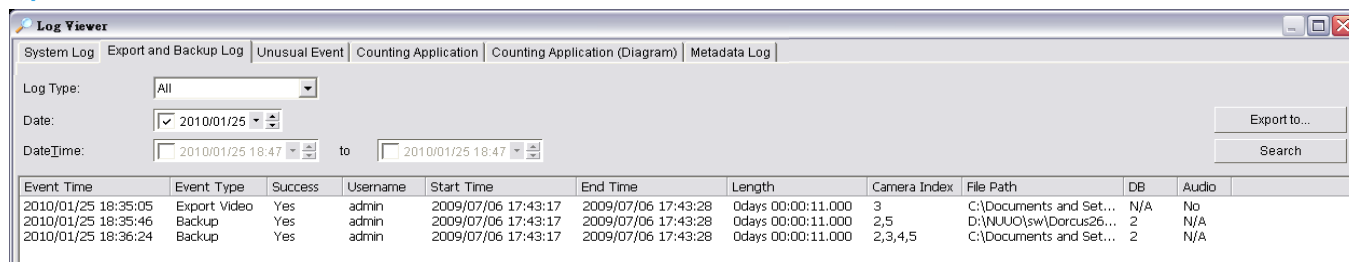 Log Viewer
System Log Export and Backup Log Unusual Event Counting Application Counting Application (Diagram) Metadata Log
Log Type: All
Date: 2010/01/25
Export to...
DateTime: 2010/01/25 18:47 to 2010/01/25 18:47
Search
Event Time Event Type Success Username Start Time End Time Length Camera Index File Path DB Audio
2010/01/25 18:35:05 Export Video Yes admin 2009/07/06 17:43:17 2009/07/06 17:43:28 0days 00:00:11.000 3 C:\Documents and Set... N/A No
2010/01/25 18:35:46 Backup Yes admin 2009/07/06 17:43:17 2009/07/06 17:43:28 0days 00:00:11.000 2,5 D:\NUUO\sw\Dorcus26... 2 N/A
2010/01/25 18:36:24 Backup Yes admin 2009/07/06 17:43:17 2009/07/06 17:43:28 0days 00:00:11.000 2,3,4,5 C:\Documents and Set... 2 N/A